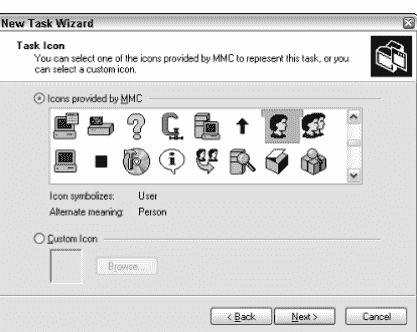 New Task Wizard
Task Icon
You can select one of the icons provided by MMC to represent this task, or you
can select a custom icon.
Icons provided by MMC
Icon symbolizes: User
Alternate meaning: Person
Custom Icon
Browse...
< Back Next > Cancel